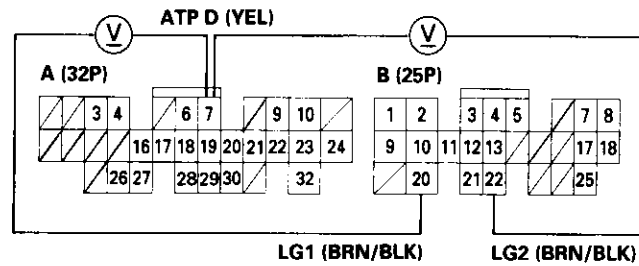 ATP D (YEL)
V V
A (32P) B (25P)
3 4 6 7 9 10 1 2 3 4 5 7 8
16 17 18 19 20 21 22 23 24 9 10 11 12 13 17 18
26 27 28 29 30 32 20 21 22 25
LG1 (BRN/BLK) LG2 (BRN/BLK)